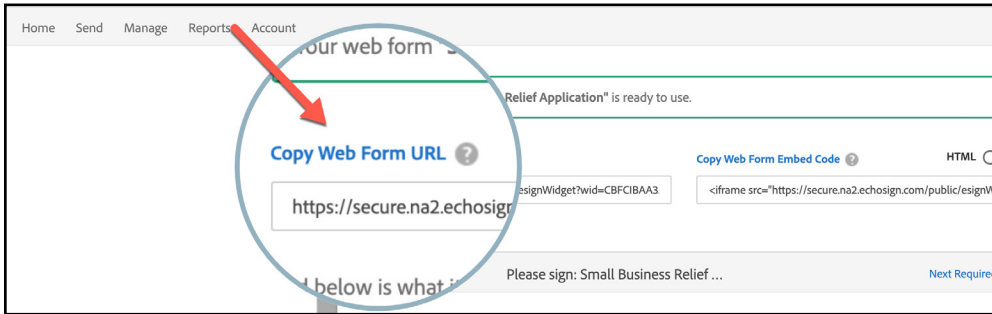 Home Send Manage Reports Account
our web form "S
Relief Application" is ready to use.
Copy Web Form URL ?
Copy Web Form Embed Code ? HTML
https://secure.na2.echosign
esignWidget?wid=CBFCIBAA3
<iframe src="https://secure.na2.echosign.com/public/esignW
below is what i
Please sign: Small Business Relief ...
Next Require